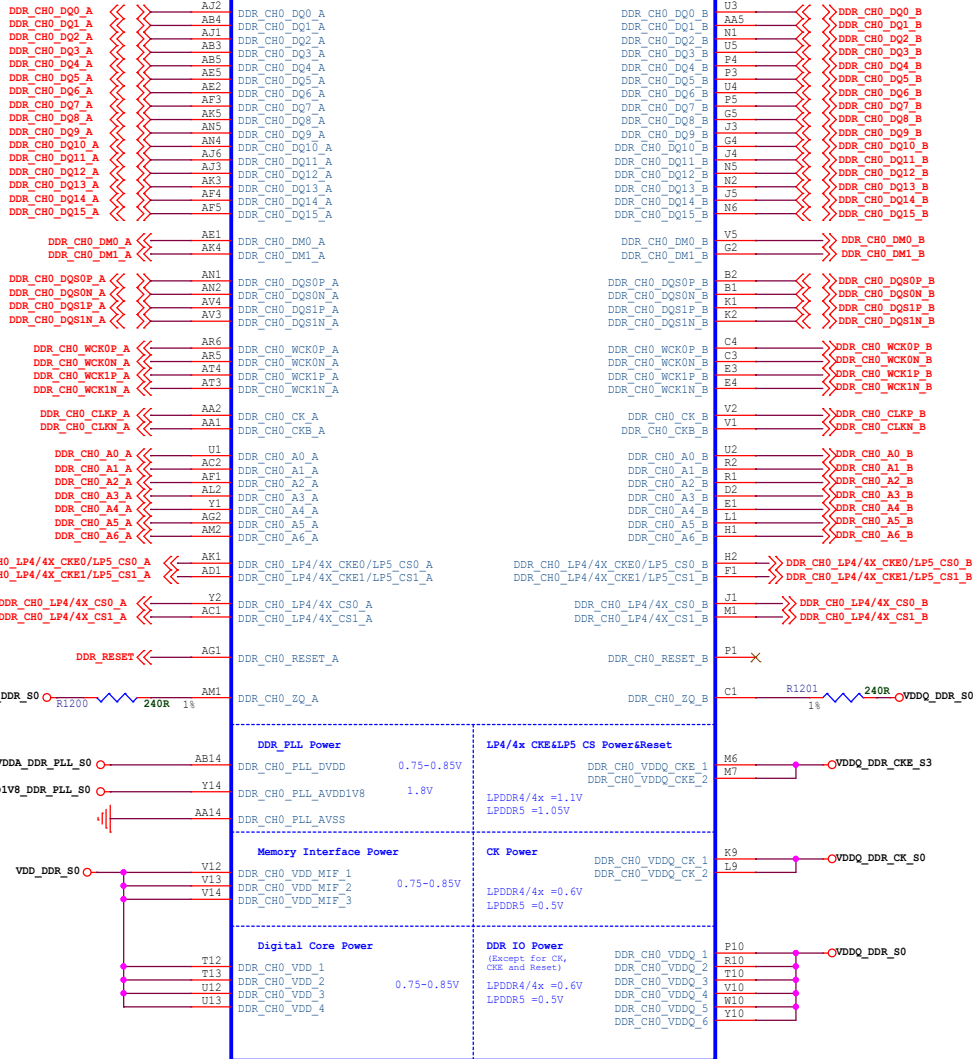 DDR_CH0_DQ0_A AJ2 DDR_CH0_DQ0_A DDR_CH0_DQ0_B U3 DDR_CH0_DQ0_B
DDR_CH0_DQ1_A AB4 DDR_CH0_DQ1_A DDR_CH0_DQ1_B AA5 DDR_CH0_DQ1_B
DDR_CH0_DQ2_A AJ1 DDR_CH0_DQ2_A DDR_CH0_DQ2_B N1 DDR_CH0_DQ2_B
DDR_CH0_DQ3_A AB3 DDR_CH0_DQ3_A DDR_CH0_DQ3_B U5 DDR_CH0_DQ3_B
DDR_CH0_DQ4_A AB5 DDR_CH0_DQ4_A DDR_CH0_DQ4_B P4 DDR_CH0_DQ4_B
DDR_CH0_DQ5_A AE5 DDR_CH0_DQ5_A DDR_CH0_DQ5_B P3 DDR_CH0_DQ5_B
DDR_CH0_DQ6_A AE2 DDR_CH0_DQ6_A DDR_CH0_DQ6_B U4 DDR_CH0_DQ6_B
DDR_CH0_DQ7_A AF3 DDR_CH0_DQ7_A DDR_CH0_DQ7_B P5 DDR_CH0_DQ7_B
DDR_CH0_DQ8_A AK5 DDR_CH0_DQ8_A DDR_CH0_DQ8_B G5 DDR_CH0_DQ8_B
DDR_CH0_DQ9_A AN5 DDR_CH0_DQ9_A DDR_CH0_DQ9_B J3 DDR_CH0_DQ9_B
DDR_CH0_DQ10_A AN4 DDR_CH0_DQ10_A DDR_CH0_DQ10_B G4 DDR_CH0_DQ10_B
DDR_CH0_DQ11_A AJ6 DDR_CH0_DQ11_A DDR_CH0_DQ11_B J4 DDR_CH0_DQ11_B
DDR_CH0_DQ12_A AJ3 DDR_CH0_DQ12_A DDR_CH0_DQ12_B N5 DDR_CH0_DQ12_B
DDR_CH0_DQ13_A AK3 DDR_CH0_DQ13_A DDR_CH0_DQ13_B N2 DDR_CH0_DQ13_B
DDR_CH0_DQ14_A AF4 DDR_CH0_DQ14_A DDR_CH0_DQ14_B J5 DDR_CH0_DQ14_B
DDR_CH0_DQ15_A AF5 DDR_CH0_DQ15_A DDR_CH0_DQ15_B N6 DDR_CH0_DQ15_B
DDR_CH0_DM0_A AE1 DDR_CH0_DM0_A DDR_CH0_DM0_B V5 DDR_CH0_DM0_B
DDR_CH0_DM1_A AK4 DDR_CH0_DM1_A DDR_CH0_DM1_B G2 DDR_CH0_DM1_B
DDR_CH0_DQS0P_A AN1 DDR_CH0_DQS0P_A DDR_CH0_DQS0P_B B2 DDR_CH0_DQS0P_B
DDR_CH0_DQS0N_A AN2 DDR_CH0_DQS0N_A DDR_CH0_DQS0N_B B1 DDR_CH0_DQS0N_B
DDR_CH0_DQS1P_A AV4 DDR_CH0_DQS1P_A DDR_CH0_DQS1P_B K1 DDR_CH0_DQS1P_B
DDR_CH0_DQS1N_A AV3 DDR_CH0_DQS1N_A DDR_CH0_DQS1N_B K2 DDR_CH0_DQS1N_B
DDR_CH0_WCK0P_A AR6 DDR_CH0_WCK0P_A DDR_CH0_WCK0P_B C4 DDR_CH0_WCK0P_B
DDR_CH0_WCK0N_A AR5 DDR_CH0_WCK0N_A DDR_CH0_WCK0N_B C3 DDR_CH0_WCK0N_B
DDR_CH0_WCK1P_A AT4 DDR_CH0_WCK1P_A DDR_CH0_WCK1P_B E3 DDR_CH0_WCK1P_B
DDR_CH0_WCK1N_A AT3 DDR_CH0_WCK1N_A DDR_CH0_WCK1N_B E4 DDR_CH0_WCK1N_B
DDR_CH0_CLKP_A AA2 DDR_CH0_CK_A DDR_CH0_CK_B V2 DDR_CH0_CLKP_B
DDR_CH0_CLKN_A AA1 DDR_CH0_CKB_A DDR_CH0_CKB_B V1 DDR_CH0_CLKN_B
DDR_CH0_A0_A U1 DDR_CH0_A0_A DDR_CH0_A0_B U2 DDR_CH0_A0_B
DDR_CH0_A1_A AC2 DDR_CH0_A1_A DDR_CH0_A1_B R2 DDR_CH0_A1_B
DDR_CH0_A2_A AF1 DDR_CH0_A2_A DDR_CH0_A2_B R1 DDR_CH0_A2_B
DDR_CH0_A3_A AL2 DDR_CH0_A3_A DDR_CH0_A3_B D2 DDR_CH0_A3_B
DDR_CH0_A4_A Y1 DDR_CH0_A4_A DDR_CH0_A4_B E1 DDR_CH0_A4_B
DDR_CH0_A5_A AG2 DDR_CH0_A5_A DDR_CH0_A5_B L1 DDR_CH0_A5_B
DDR_CH0_A6_A AM2 DDR_CH0_A6_A DDR_CH0_A6_B H1 DDR_CH0_A6_B
H0_LP4/4X_CKE0/LP5_CS0_A AK1 DDR_CH0_LP4/4X_CKE0/LP5_CS0_A DDR_CH0_LP4/4X_CKE0/LP5_CS0_B H2 DDR_CH0_LP4/4X_CKE0/LP5_CS0_B
H0_LP4/4X_CKE1/LP5_CS1_A AD1 DDR_CH0_LP4/4X_CKE1/LP5_CS1_A DDR_CH0_LP4/4X_CKE1/LP5_CS1_B F1 DDR_CH0_LP4/4X_CKE1/LP5_CS1_B
DDR_CH0_LP4/4X_CS0_A Y2 DDR_CH0_LP4/4X_CS0_A DDR_CH0_LP4/4X_CS0_B J1 DDR_CH0_LP4/4X_CS0_B
DDR_CH0_LP4/4X_CS1_A AC1 DDR_CH0_LP4/4X_CS1_A DDR_CH0_LP4/4X_CS1_B M1 DDR_CH0_LP4/4X_CS1_B
DDR_RESET AG1 DDR_CH0_RESET_A DDR_CH0_RESET_B P1
_DDR_S0 R1200 240R 1% AM1 DDR_CH0_ZQ_A DDR_CH0_ZQ_B C1 R1201 1% 240R VDDQ_DDR_S0
DDR_PLL Power LP4/4x CKE&LP5 CS Power&Reset
VDDA_DDR_PLL_S0 AB14 DDR_CH0_PLL_DVDD 0.75-0.85V DDR_CH0_VDDQ_CKE_1 M6 VDDQ_DDR_CKE_S3
DDR_CH0_VDDQ_CKE_2 M7
D1V8_DDR_PLL_S0 Y14 DDR_CH0_PLL_AVDD1V8 1.8V LPDDR4/4x =1.1V
LPDDR5 =1.05V
AA14 DDR_CH0_PLL_AVSS
Memory Interface Power CK Power
VDD_DDR_S0 V12 DDR_CH0_VDD_MIF_1 DDR_CH0_VDDQ_CK_1 K9 VDDQ_DDR_CK_S0
V13 DDR_CH0_VDD_MIF_2 0.75-0.85V DDR_CH0_VDDQ_CK_2 L9
V14 DDR_CH0_VDD_MIF_3 LPDDR4/4x =0.6V
LPDDR5 =0.5V
Digital Core Power DDR IO Power
(Except for CK,
CKE and Reset)
T12 DDR_CH0_VDD_1 DDR_CH0_VDDQ_1 P10 VDDQ_DDR_S0
T13 DDR_CH0_VDD_2 DDR_CH0_VDDQ_2 R10
U12 DDR_CH0_VDD_3 0.75-0.85V LPDDR4/4x =0.6V DDR_CH0_VDDQ_3 T10
U13 DDR_CH0_VDD_4 LPDDR5 =0.5V DDR_CH0_VDDQ_4 V10
DDR_CH0_VDDQ_5 W10
DDR_CH0_VDDQ_6 Y10